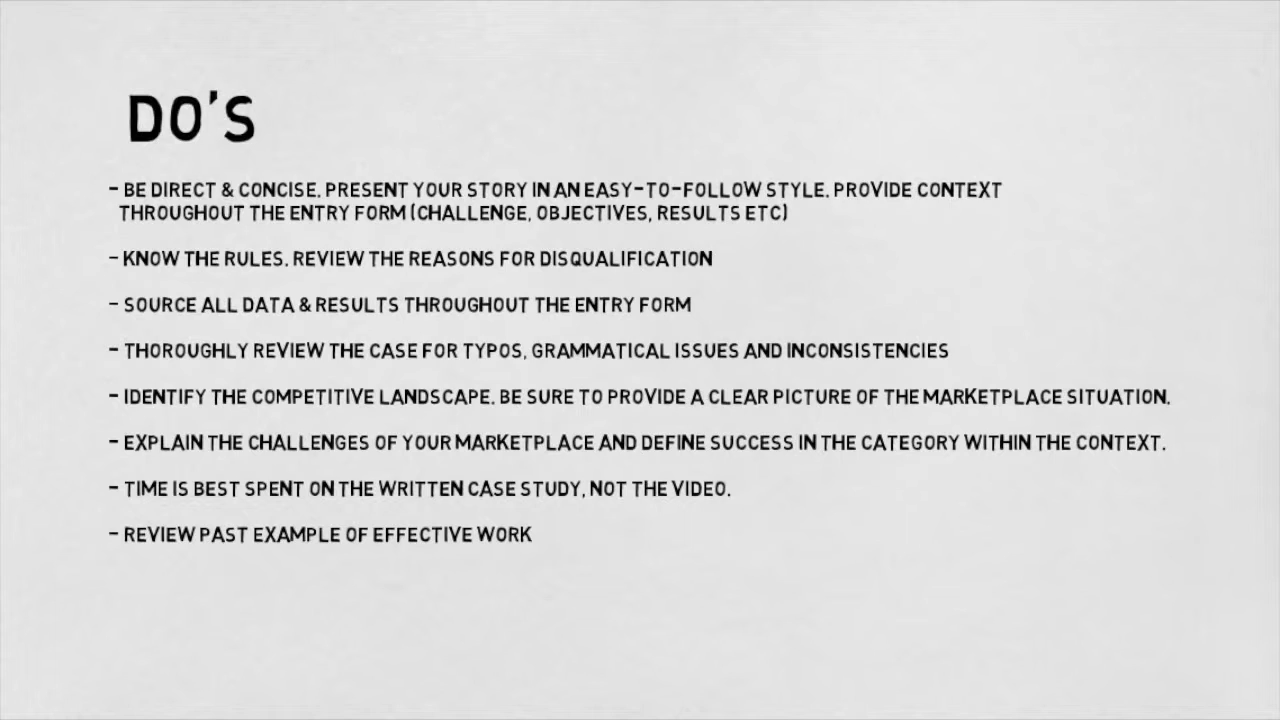 DO'S
- BE DIRECT & CONCISE. PRESENT YOUR STORY IN AN EASY-TO-FOLLOW STYLE. PROVIDE CONTEXT
THROUGHOUT THE ENTRY FORM (CHALLENGE, OBJECTIVES, RESULTS ETC)
- KNOW THE RULES. REVIEW THE REASONS FOR DISQUALIFICATION
- SOURCE ALL DATA & RESULTS THROUGHOUT THE ENTRY FORM
- THOROUGHLY REVIEW THE CASE FOR TYPOS, GRAMMATICAL ISSUES AND INCONSISTENCIES
- IDENTIFY THE COMPETITIVE LANDSCAPE. BE SURE TO PROVIDE A CLEAR PICTURE OF THE MARKETPLACE SITUATION.
- EXPLAIN THE CHALLENGES OF YOUR MARKETPLACE AND DEFINE SUCCESS IN THE CATEGORY WITHIN THE CONTEXT.
- TIME IS BEST SPENT ON THE WRITTEN CASE STUDY, NOT THE VIDEO.
- REVIEW PAST EXAMPLE OF EFFECTIVE WORK